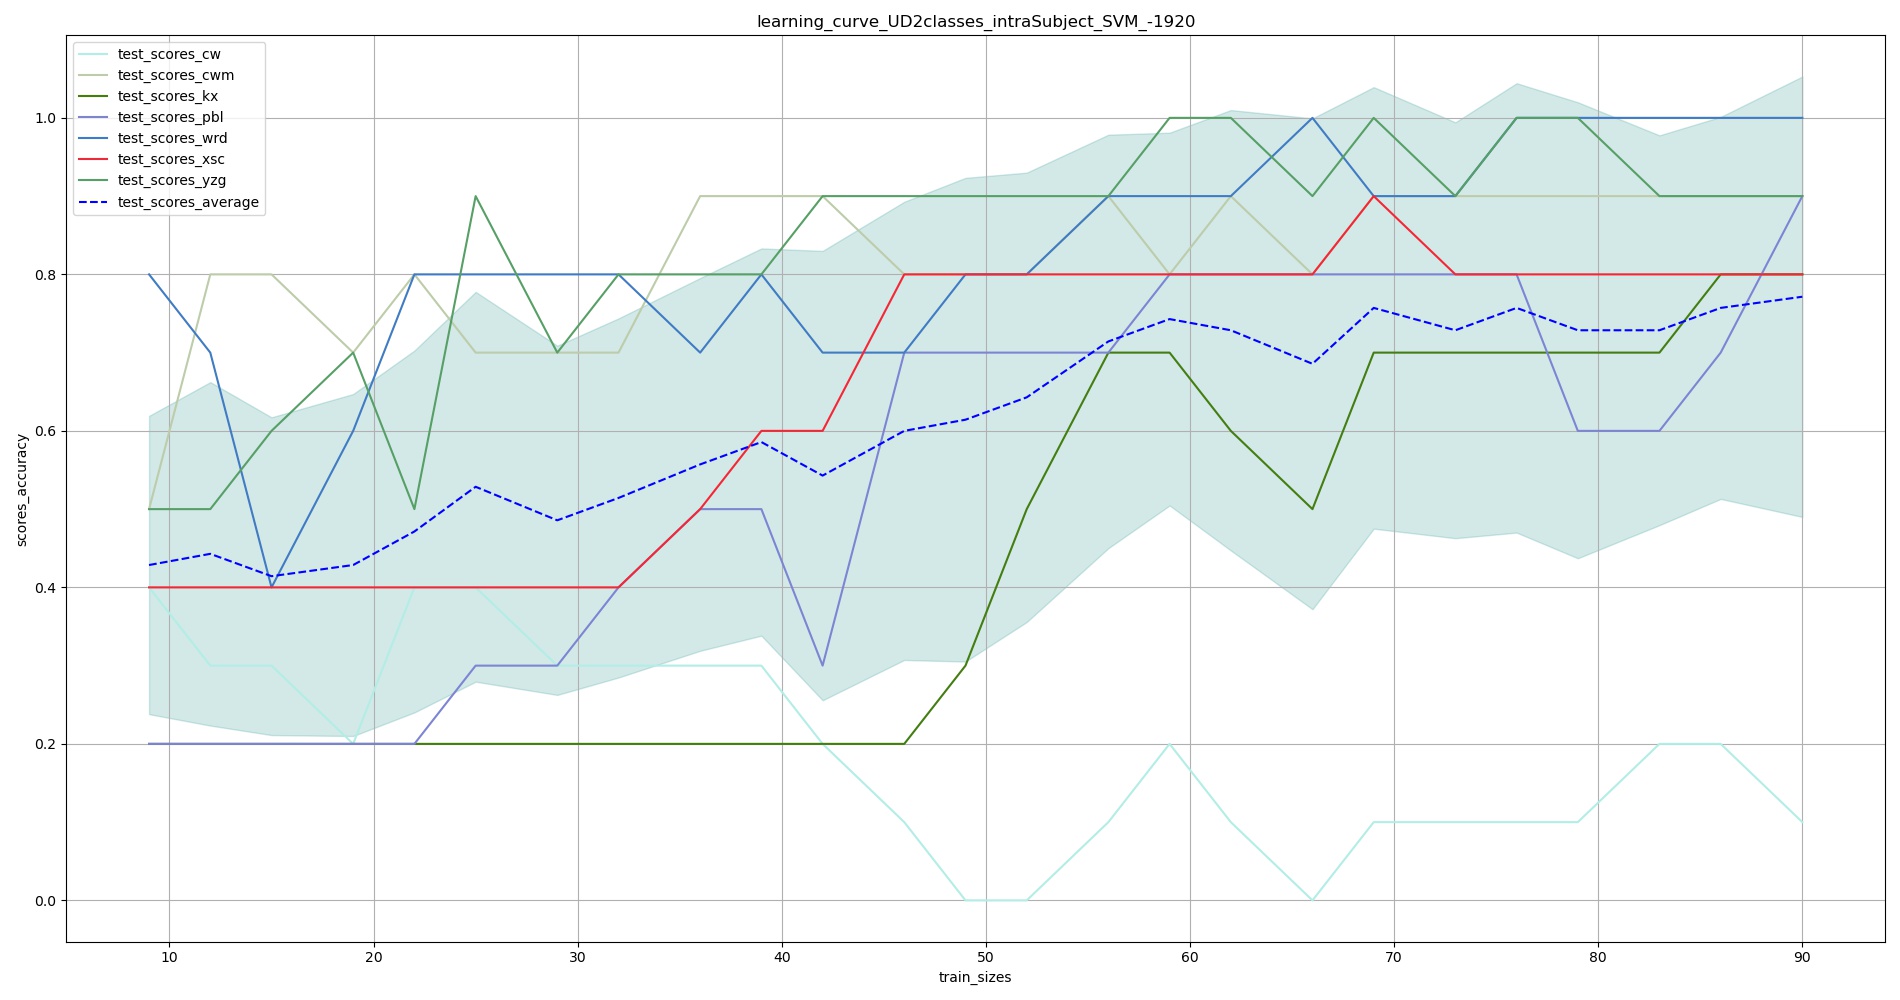 learning_curve_UD2classes_intraSubject_SVM_-1920
test_scores_cw
test_scores_cwm
test_scores_kx
test_scores_pbl
test_scores_wrd
test_scores_xsc
test_scores_yzg
test_scores_average
scores_accuracy
1.0
0.8
0.6
0.4
0.2
0.0
10 20 30 40 50 60 70 80 90
train_sizes